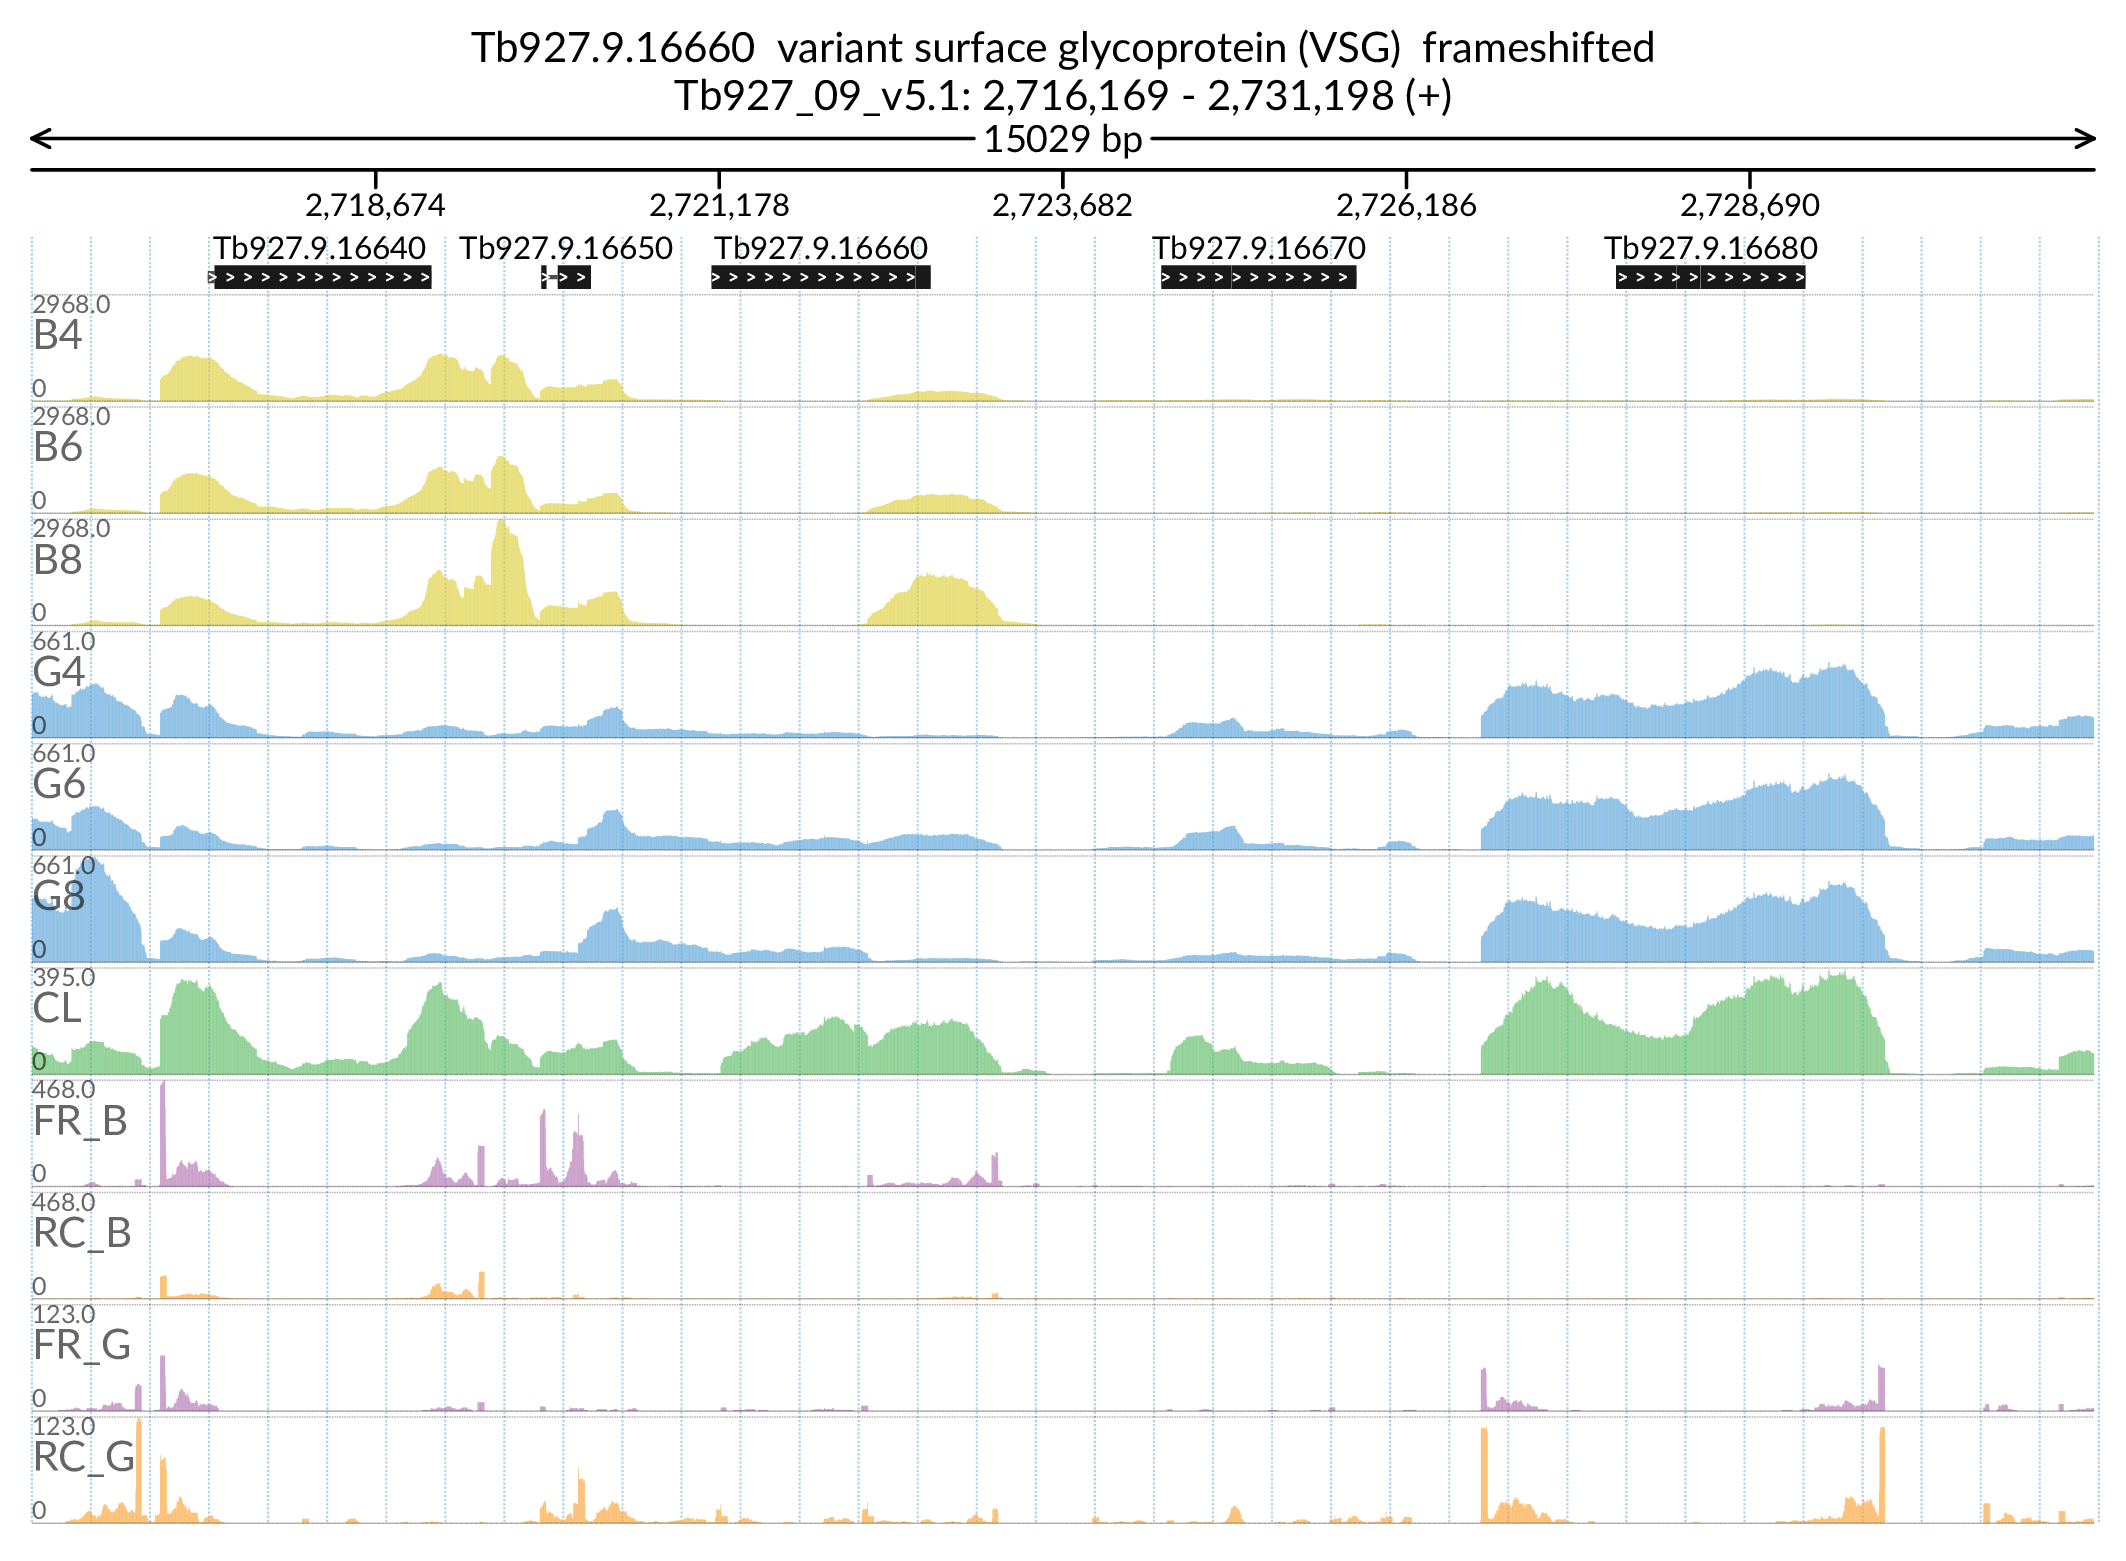 Tb927.9.16660 variant surface glycoprotein (VSG) frameshifted
Tb927_09_v5.1: 2,716,169 - 2,731,198 (+)
15029 bp
2,718,674 2,721,178 2,723,682 2,726,186 2,728,690
Tb927.9.16640 Tb927.9.16650 Tb927.9.16660 Tb927.9.16670 Tb927.9.16680
2968.0
B4
0
2968.0
B6
0
2968.0
B8
0
661.0
G4
0
661.0
G6
0
661.0
G8
0
395.0
CL
0
468.0
FR_B
0
468.0
RC_B
0
123.0
FR_G
0
123.0
RC_G
0